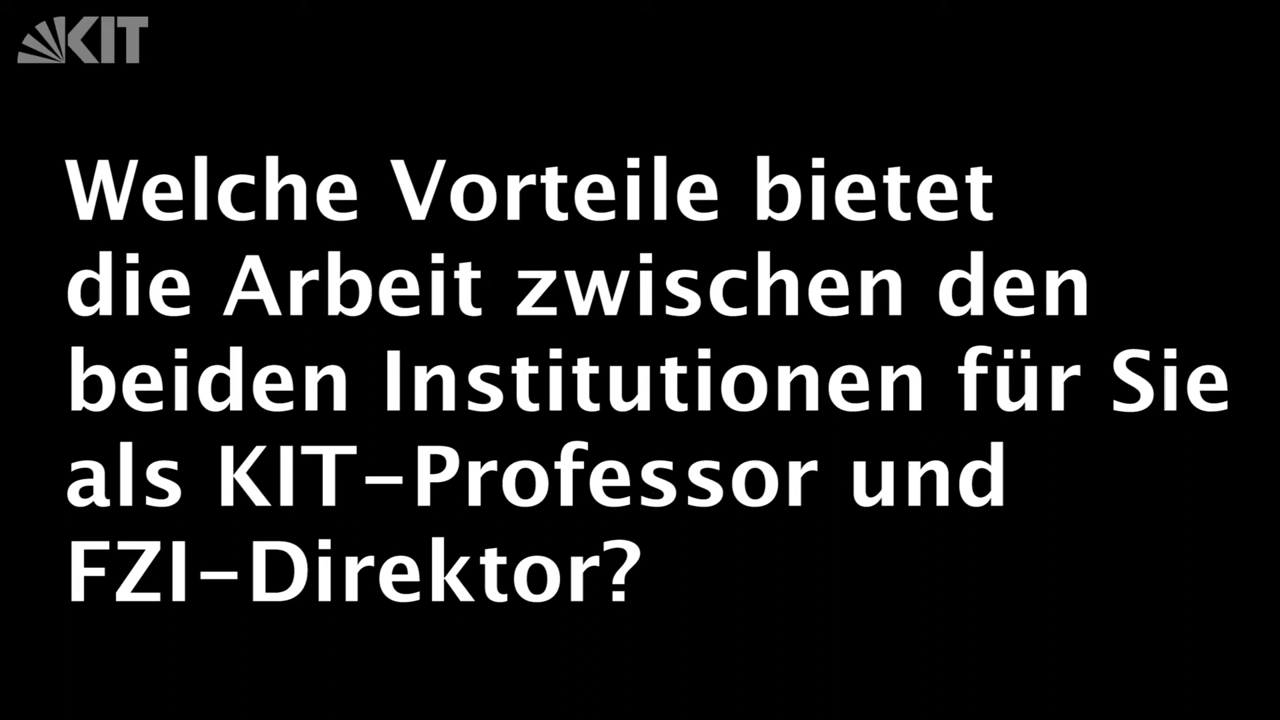 KIT
Welche Vorteile bietet
die Arbeit zwischen den
beiden Institutionen für Sie
als KIT-Professor und
FZI-Direktor?